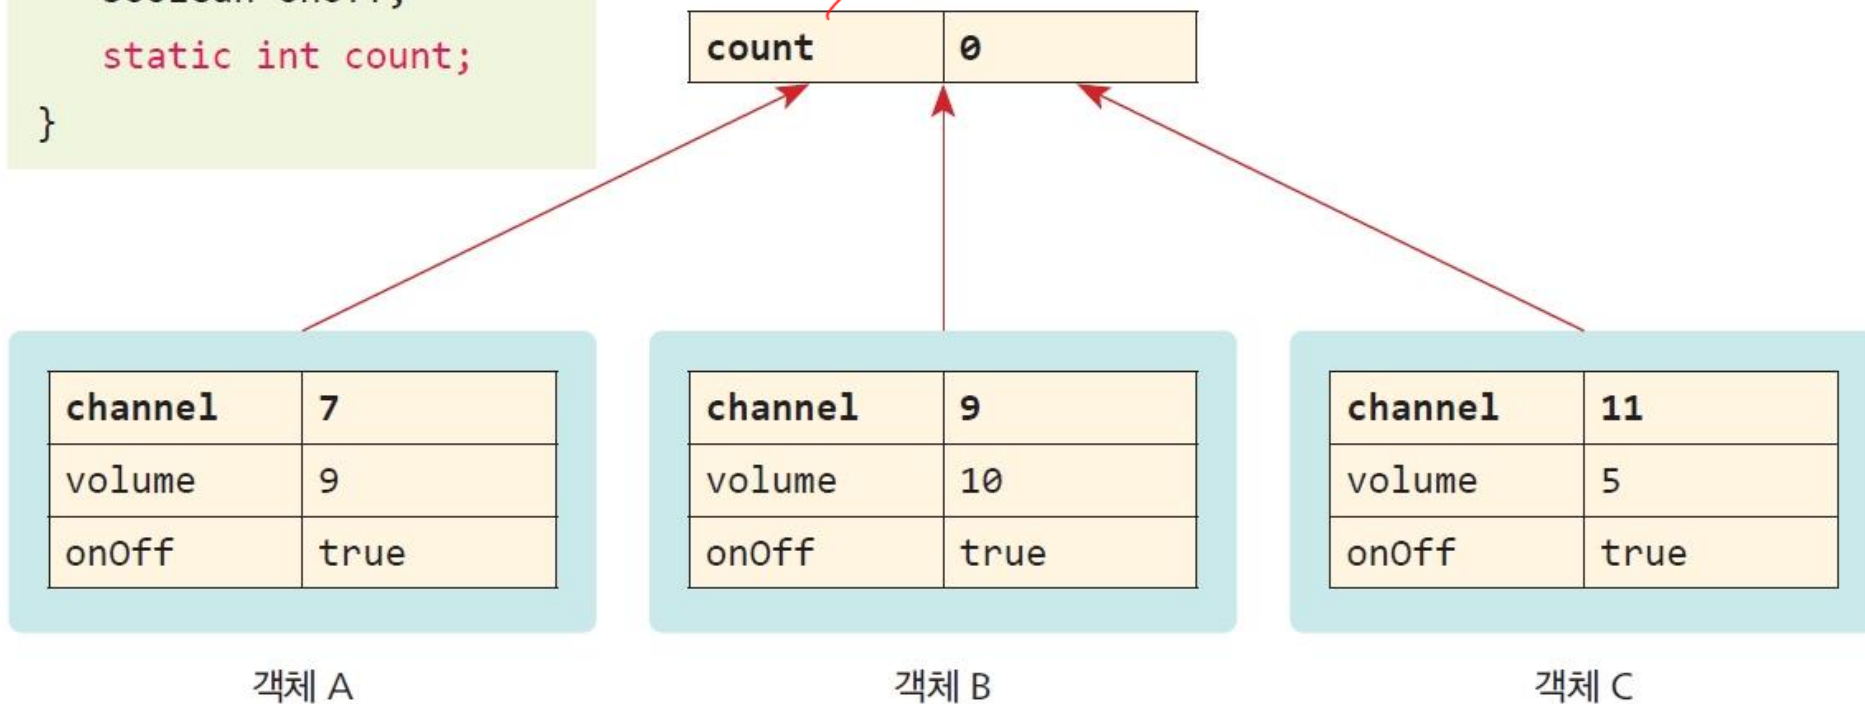 static int count;
}
count 0
channel 7
volume 9
onOff true
channel 9
volume 10
onOff true
channel 11
volume 5
onOff true
객체 A
객체 B
객체 C